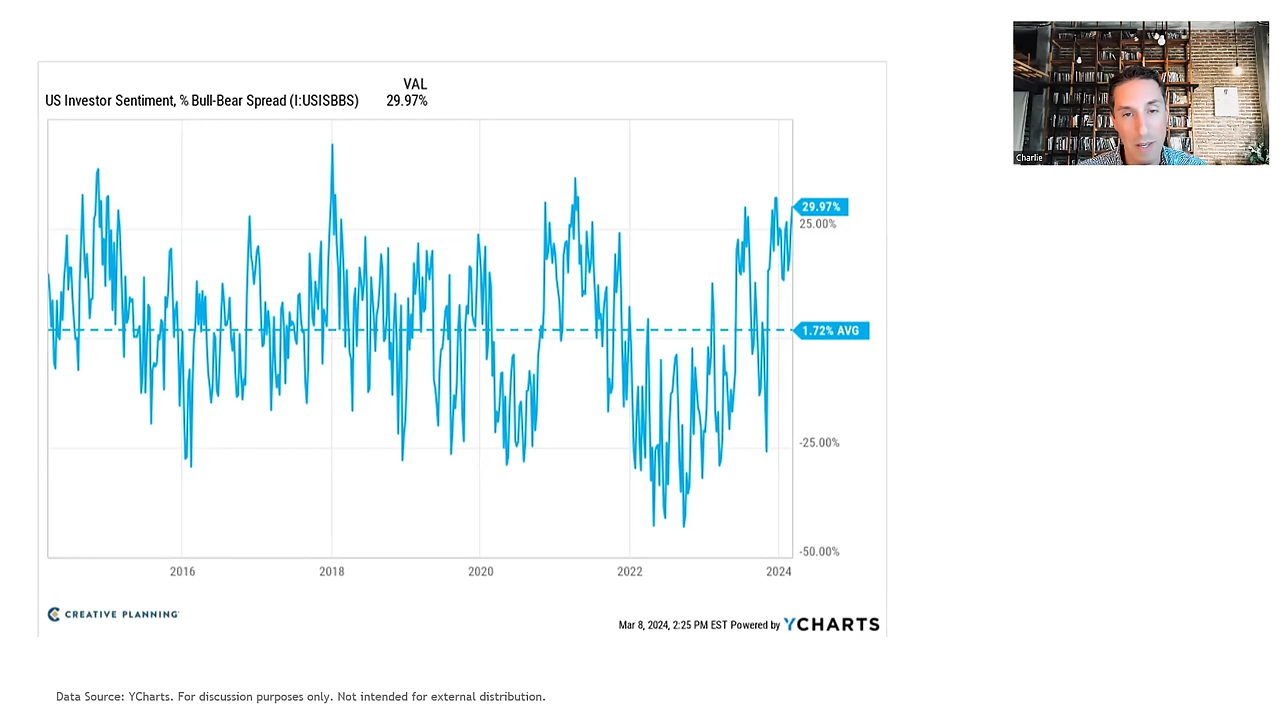 VAL
US Investor Sentiment, % Bull-Bear Spread (I:USISBBS) 29.97%
29.97%
25.00%
1.72% AVG
-25.00%
-50.00%
2016 2018 2020 2022 2024
CREATIVE PLANNING
Mar 8, 2024, 2:25 PM EST Powered by YCHARTS
Data Source: YCharts. For discussion purposes only. Not intended for external distribution.
Charlie